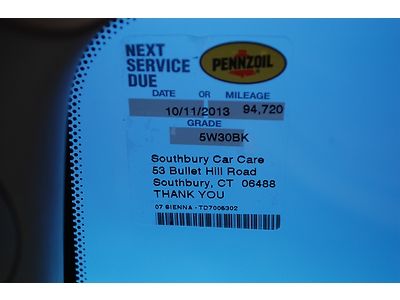 NEXT
SERVICE
DUE
PENNZOIL
DATE OR MILEAGE
10/11/2013 94,720
GRADE
5W30BK
Southbury Car Care
53 Bullet Hill Road
Southbury, CT 06488
THANK YOU
07 SIENNA - TD7006302